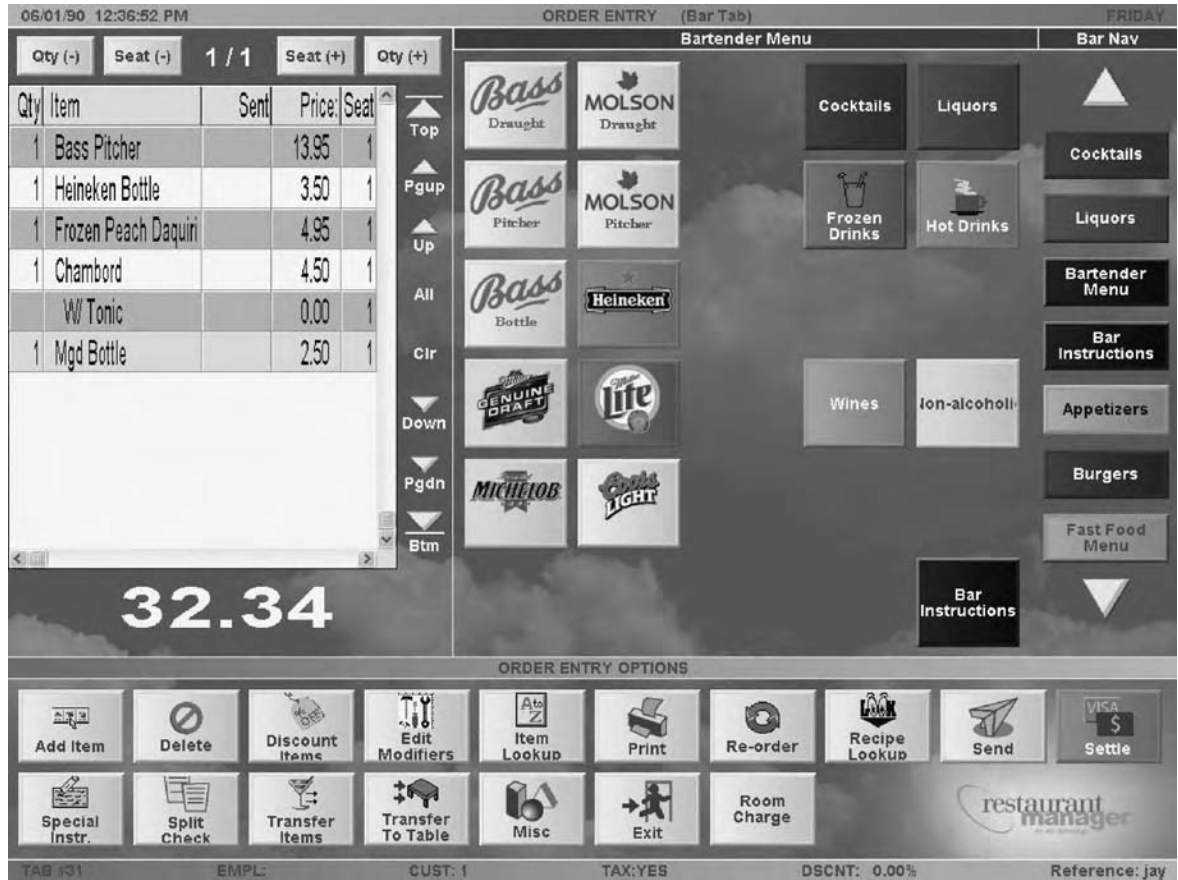 06/01/90 12:36:52 PM ORDER ENTRY (Bar Tab) FRIDAY
Qty (-) Seat (-) 1 / 1 Seat (+) Qty (+)
Bartender Menu
Bar Nav
Qty Item Sent Price: Seat
1 Bass Pitcher 13.95 1
1 Heineken Bottle 3.50 1
1 Frozen Peach Daquiri 4.95 1
1 Chambord 4.50 1
W/ Tonic 0.00 1
1 Mgd Bottle 2.50 1
32.34
Top
Pgup
Up
All
Clr
Down
Pgdn
Btm
Bass
Draught
MOLSON
Draught
Bass
Pitcher
MOLSON
Pitcher
Bass
Bottle
Heineken
Miller
GENUINE
DRAFT
Miller
Lite
MICHELOB
Coors
LIGHT
Cocktails
Liquors
Frozen
Drinks
Hot Drinks
Wines
Non-alcoholi
Bar
Instructions
Cocktails
Liquors
Bartender
Menu
Bar
Instructions
Appetizers
Burgers
Fast Food
Menu
ORDER ENTRY OPTIONS
Add Item
Delete
OFF
Discount
Items
Edit
Modifiers
A to
Z
Item
Lookup
Print
Re-order
LOOK
Recipe
Lookup
Send
VISA
$
Settle
Special
Instr.
Split
Check
Transfer
Items
Transfer
To Table
Misc
Exit
Room
Charge
restaurant
manager
TAB #31 EMPL: CUST: 1 TAX:YES DSCNT: 0.00% Reference: jay